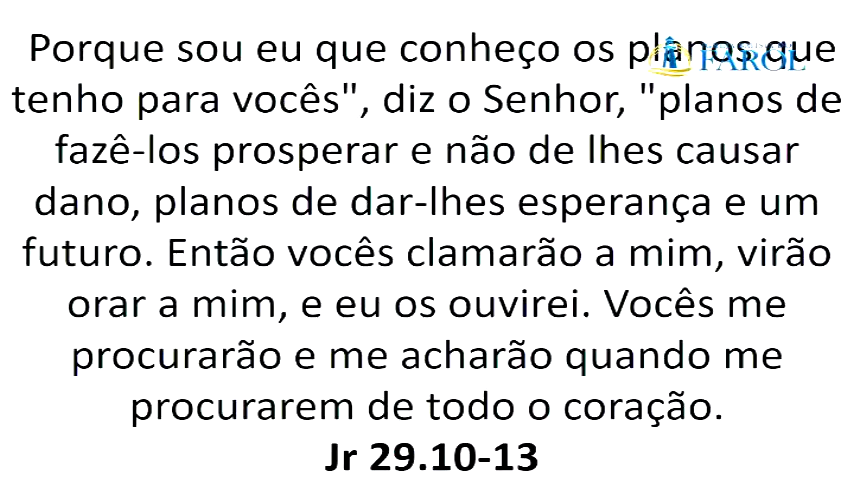 Porque sou eu que conheço os planos que
FAROL
tenho para vocês", diz o Senhor, "planos de
fazê-los prosperar e não de lhes causar
dano, planos de dar-lhes esperança e um
futuro. Então vocês clamarão a mim, virão
orar a mim, e eu os ouvirei. Vocês me
procurarão e me acharão quando me
procurarem de todo o coração.
Jr 29.10-13